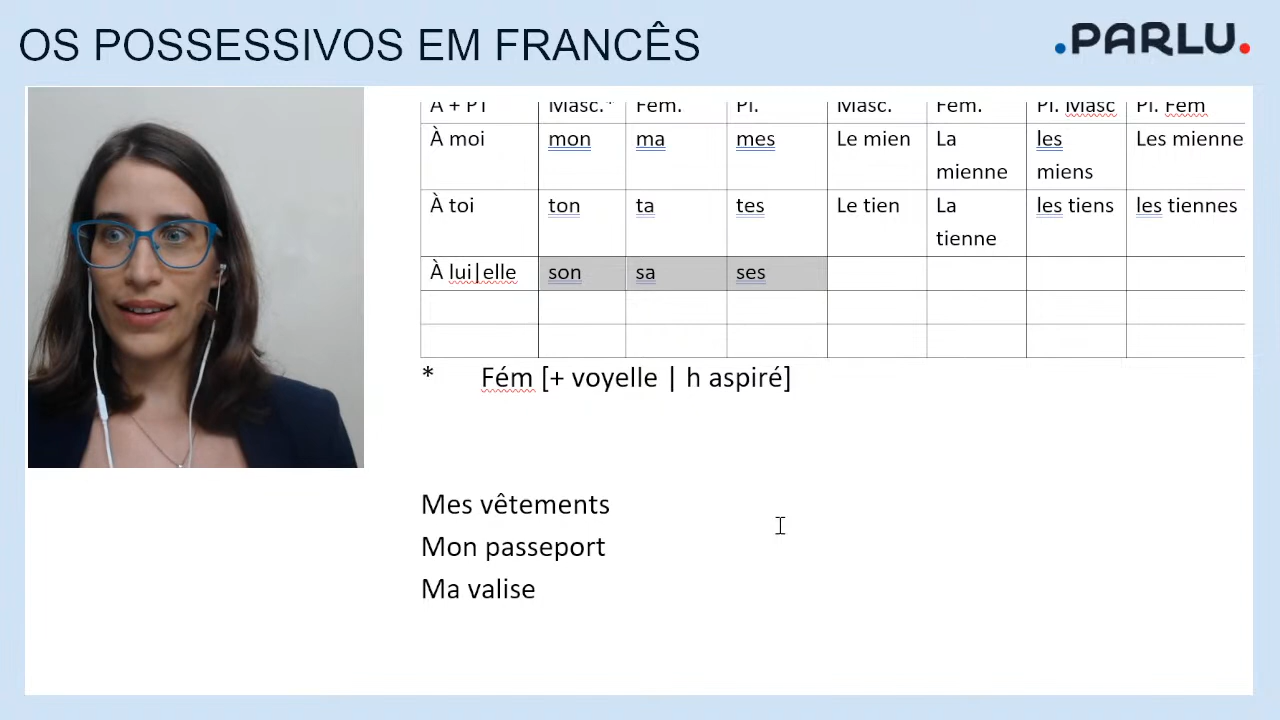 OS POSSESSIVOS EM FRANCÊS
.PARLU.
A + PT Masc.* Fem. Pl. Masc. Fem. Pl. Masc Pl. Fem
À moi mon ma mes Le mien La mienne les miens Les mienne
À toi ton ta tes Le tien La tienne les tiens les tiennes
À lui|elle son sa ses
* Fém [+ voyelle | h aspiré]
Mes vêtements
Mon passeport
Ma valise